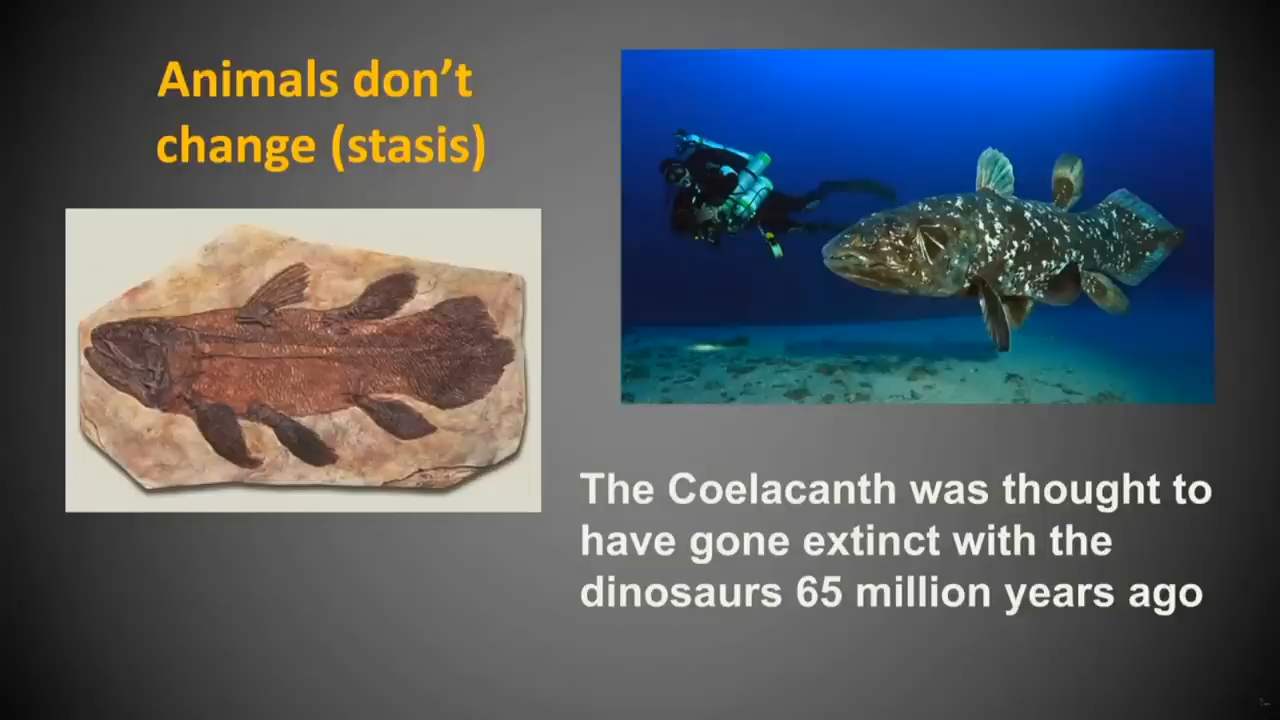 Animals don’t
change (stasis)
The Coelacanth was thought to
have gone extinct with the
dinosaurs 65 million years ago